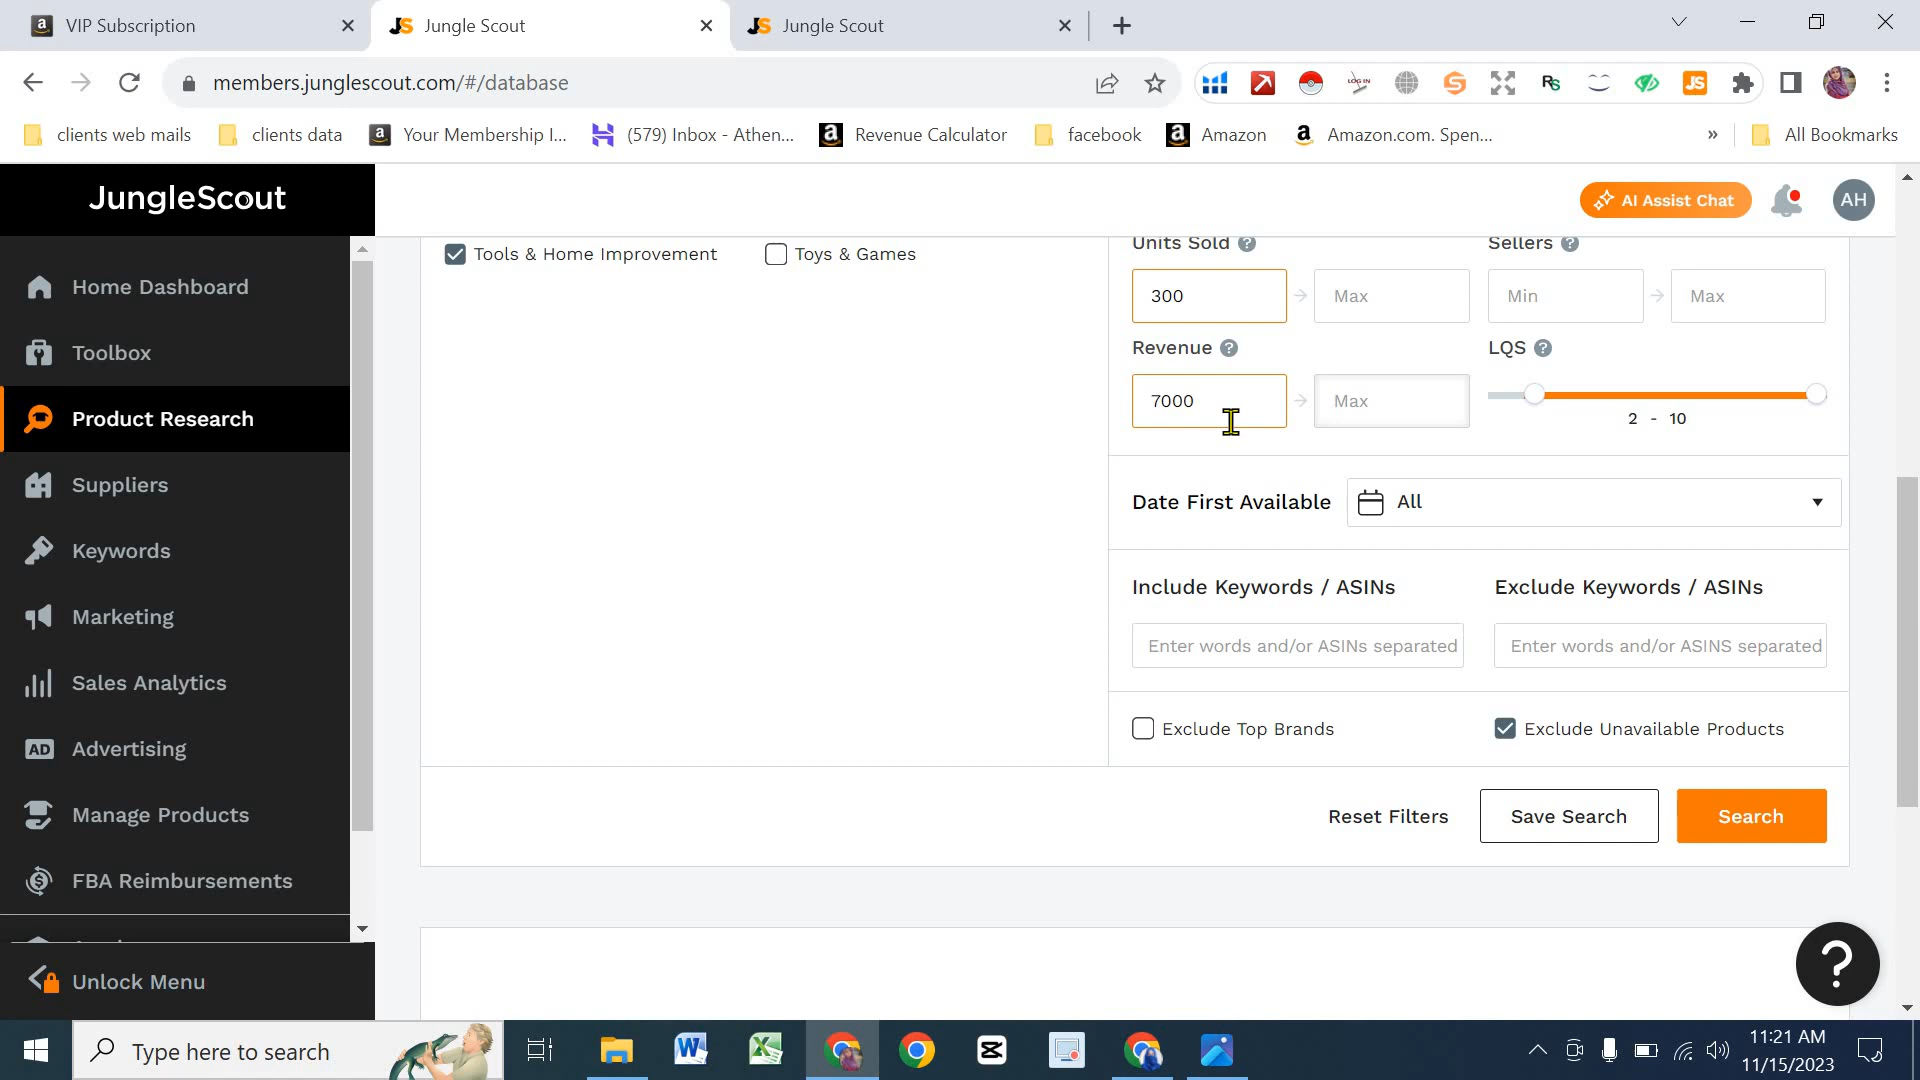 VIP Subscription
Jungle Scout
Jungle Scout
members.junglescout.com/#/database
LOG IN
RS
JS
clients web mails
clients data
Your Membership I...
(579) Inbox - Athen...
Revenue Calculator
facebook
Amazon
Amazon.com. Spen...
»
All Bookmarks
JungleScout
AI Assist Chat
AH
Home Dashboard
Toolbox
Product Research
Suppliers
Keywords
Marketing
Sales Analytics
AD Advertising
Manage Products
FBA Reimbursements
Unlock Menu
Tools & Home Improvement
Toys & Games
Units Sold ?
Sellers ?
300
Max
Min
Max
Revenue ?
LQS ?
7000
Max
2 - 10
Date First Available
All
Include Keywords / ASINs
Exclude Keywords / ASINs
Enter words and/or ASINs separated
Enter words and/or ASINS separated
Exclude Top Brands
Exclude Unavailable Products
Reset Filters
Save Search
Search
?
Type here to search
11:21 AM
11/15/2023